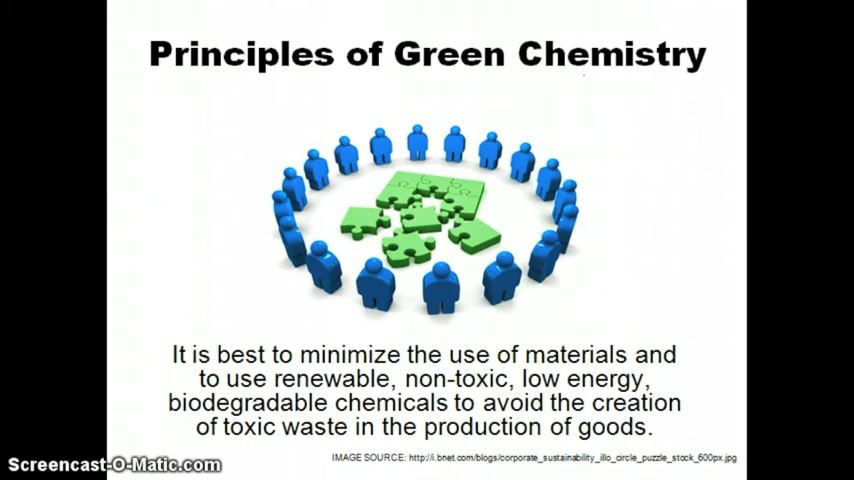 Principles of Green Chemistry
It is best to minimize the use of materials and
to use renewable, non-toxic, low energy,
biodegradable chemicals to avoid the creation
of toxic waste in the production of goods.
IMAGE SOURCE: http://i.bnet.com/blogs/corporate_sustainability_illo_circle_puzzle_stock_600px.jpg
Screencast-O-Matic.com